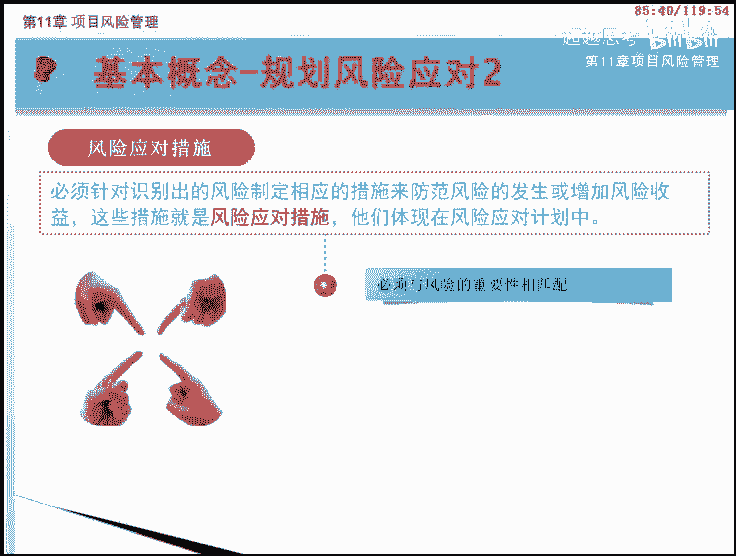 85:40/119:54
第11章 项目风险管理
bilibili
第11章项目风险管理
基本概念-规划风险应对2
风险应对措施
必须针对识别出的风险制定相应的措施来防范风险的发生或增加风险收
益，这些措施就是风险应对措施，他们体现在风险应对计划中。
必须与风险的重要性相匹配